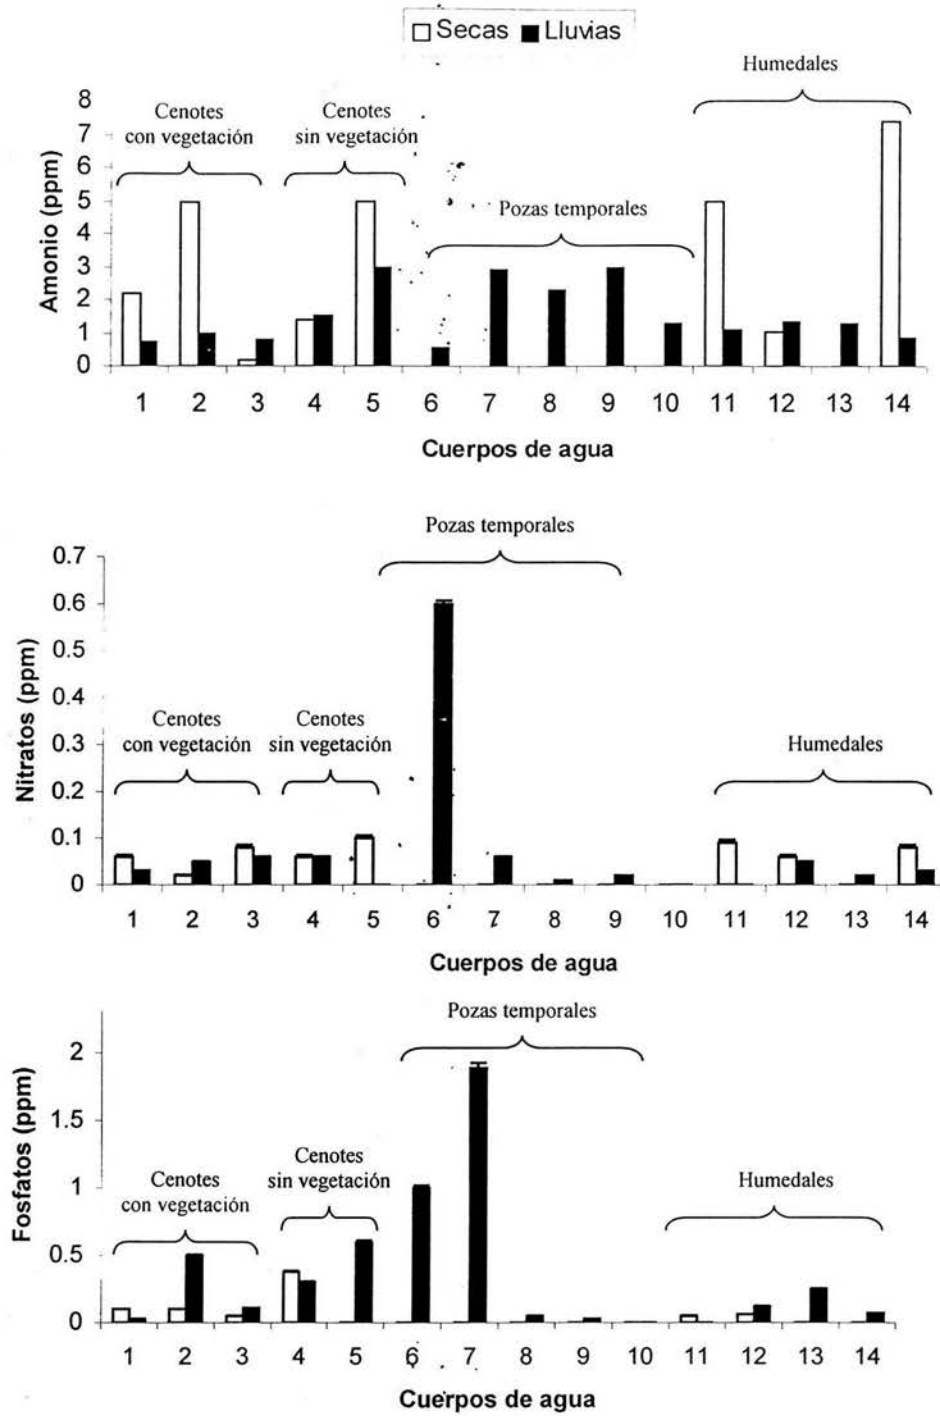 Secas Lluvias
Humedales
Cenotes
con vegetación
Cenotes
sin vegetación
Pozas temporales
Amonio (ppm)
8
7
6
5
4
3
2
1
0
1 2 3 4 5 6 7 8 9 10 11 12 13 14
Cuerpos de agua
Pozas temporales
Cenotes
con vegetación
Cenotes
sin vegetación
Humedales
Nitratos (ppm)
0.7
0.6
0.5
0.4
0.3
0.2
0.1
0
1 2 3 4 5 6 7 8 9 10 11 12 13 14
Cuerpos de agua
Pozas temporales
Cenotes
con vegetación
Cenotes
sin vegetación
Humedales
Fosfatos (ppm)
2
1.5
1
0.5
0
1 2 3 4 5 6 7 8 9 10 11 12 13 14
Cuerpos de agua